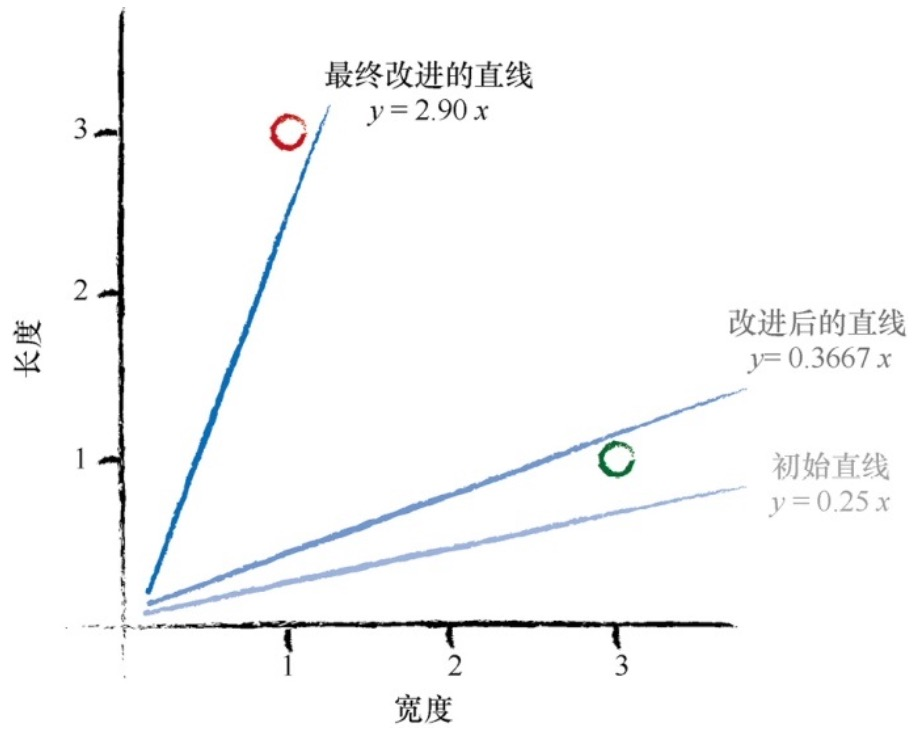 最终改进的直线
y = 2.90 x
3
2
长度
改进后的直线
y= 0.3667 x
1
初始直线
y = 0.25 x
1
2
3
宽度